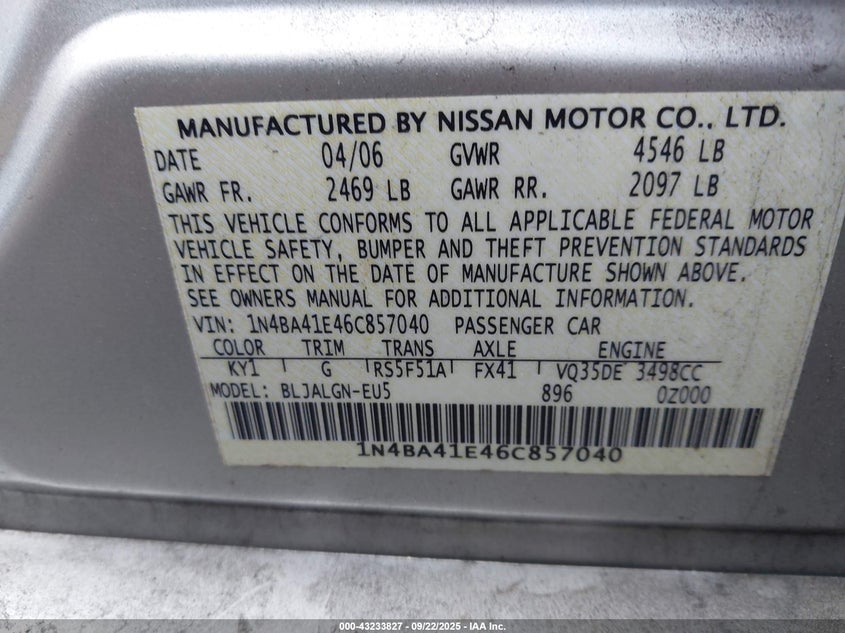 MANUFACTURED BY NISSAN MOTOR CO., LTD.
DATE 04/06 GVWR 4546 LB
GAWR FR. 2469 LB GAWR RR. 2097 LB
THIS VEHICLE CONFORMS TO ALL APPLICABLE FEDERAL MOTOR
VEHICLE SAFETY, BUMPER AND THEFT PREVENTION STANDARDS
IN EFFECT ON THE DATE OF MANUFACTURE SHOWN ABOVE.
SEE OWNERS MANUAL FOR ADDITIONAL INFORMATION.
VIN: 1N4BA41E46C857040 PASSENGER CAR
COLOR TRIM TRANS AXLE ENGINE
KY1 G RS5F51A FX41 VQ35DE 3498CC
MODEL: BLJALGN-EU5 896 0Z000
1N4BA41E46C857040
000-43233827 - 09/22/2025 - IAA Inc.